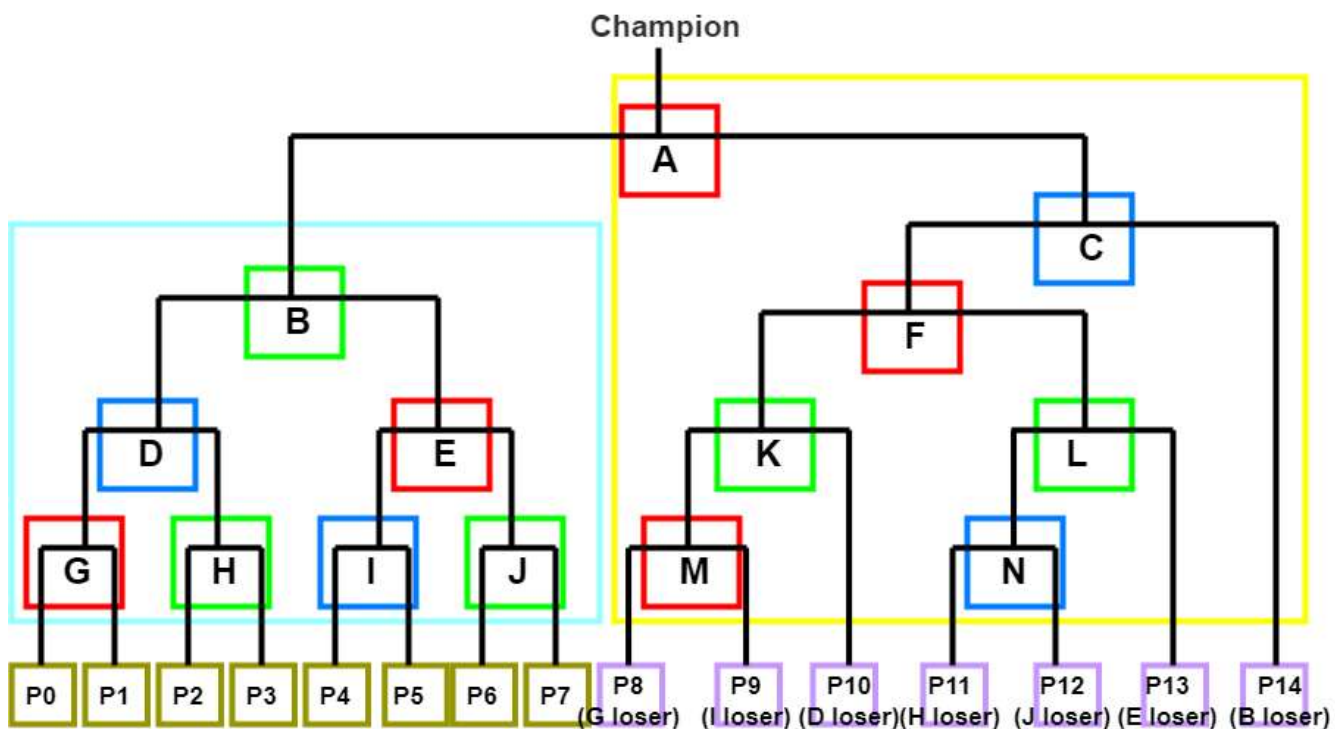 Champion
A
C
B
F
D
E
K
L
G
H
I
J
M
N
P0 P1 P2 P3 P4 P5 P6 P7 P8 P9 P10 P11 P12 P13 P14
(G loser) (I loser) (D loser) (H loser) (J loser) (E loser) (B loser)